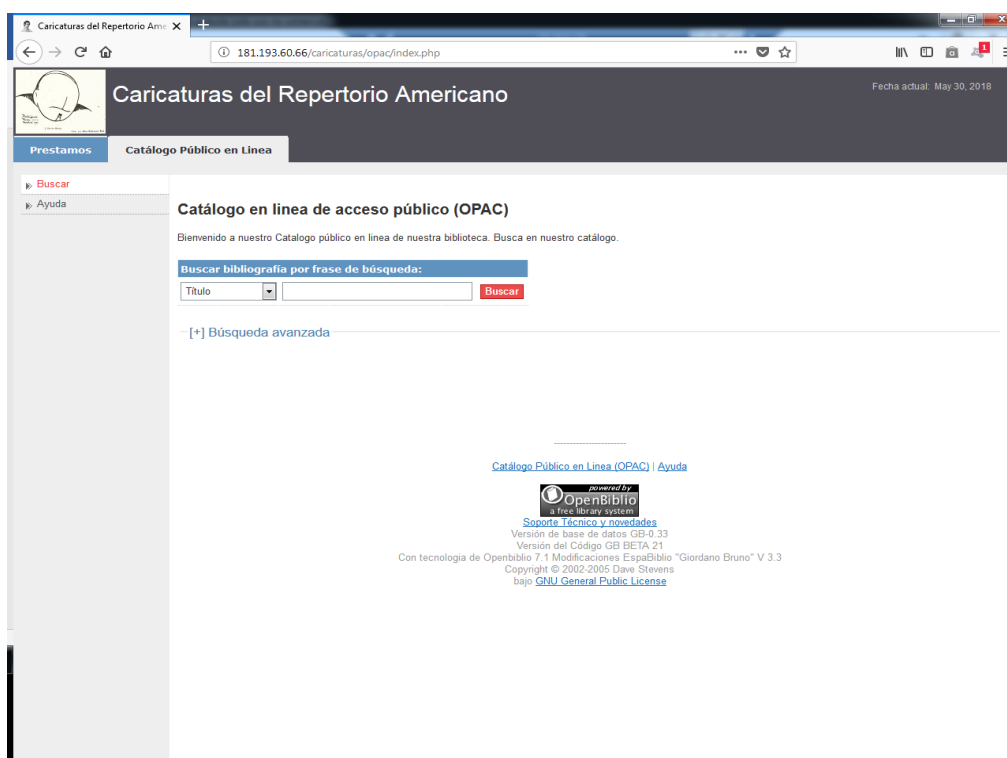 Caricaturas del Repertorio Ame
181.193.60.66/caricaturas/opac/index.php
1
Caricaturas del Repertorio Americano
Fecha actual: May 30, 2018
Prestamos
Catálogo Público en Linea
Buscar
Ayuda
Catálogo en linea de acceso público (OPAC)
Bienvenido a nuestro Catalogo público en linea de nuestra biblioteca. Busca en nuestro catálogo.
Buscar bibliografía por frase de búsqueda:
Título Buscar
[+] Búsqueda avanzada
------------------------
Catálogo Público en Linea (OPAC) | Ayuda
powered by
OpenBiblio
a free library system
Soporte Técnico y novedades
Versión de base de datos GB-0.33
Versión del Código GB BETA 21
Con tecnologia de Openbiblio 7.1 Modificaciones EspaBiblio "Giordano Bruno" V 3.3
Copyright © 2002-2005 Dave Stevens
bajo GNU General Public License